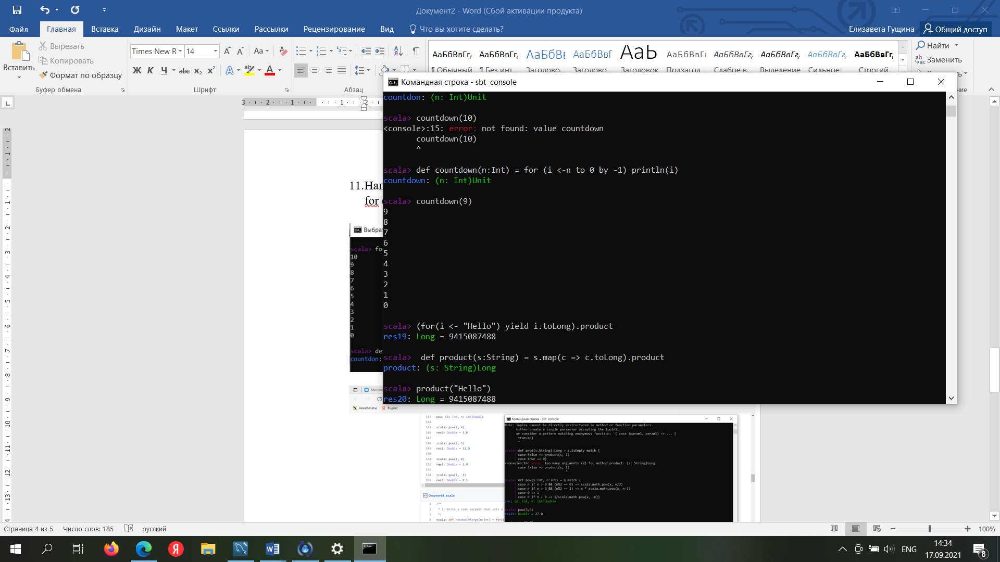 Документ2 - Word (Сбой активации продукта)
Файл Главная Вставка Дизайн Макет Ссылки Рассылки Рецензирование Вид Что вы хотите сделать? Елизавета Гущина Общий доступ
Вставить
Вырезать
Копировать
Формат по образцу
Буфер обмена
Times New R 14
Шрифт
Абзац
АаБбВвГг, АаБбВвГг, АаБбВв АаБбВвГ АаБ АаБбВвГг АаБбВвГг, АаБбВвГг, АаБбВвГг, АаБбВвГг,
¶ Обычный ¶ Без инт... Заголово... Заголово... Заголовок Подзагол... Слабое в... Выделение Сильное... Строгий
Найти
Заменить
Командная строка - sbt console
countdon: (n: Int)Unit
scala> countdown(10)
<console>:15: error: not found: value countdown
countdown(10)
^
scala> def countdown(n:Int) = for (i <-n to 0 by -1) println(i)
countdown: (n: Int)Unit
scala> countdown(9)
9
8
7
6
5
4
3
2
1
0
scala> (for(i <- "Hello") yield i.toLong).product
res19: Long = 9415087488
scala>  def product(s:String) = s.map(c => c.toLong).product
product: (s: String)Long
scala> product("Hello")
res20: Long = 9415087488
11.Нап
for
Выбрат
scala> fo
10
9
8
7
6
5
4
3
2
1
0
scala> de
countdon:
Мессен
Авиабилеты Яндекс
143 pow: (x: Int, n: Int)Double
144
145 scala> pow(2, 4)
146 res0: Double = 4.0
147
148 scala> pow(2, 5)
149 res1: Double = 32.0
150
151 scala> pow(2, 0)
152 res2: Double = 1.0
153
154 scala> pow(2, -1)
155 res3: Double = 0.5
Chapter03.scala
1 /**
2 * 1. Write a code snippet that sets a
3 */
4 scala> def randomInRange(n:Int) = for(i
Командная строка - sbt console
Note: Tuples cannot be directly destructured in method or function parameters.
Either create a single parameter accepting the Tuple1,
or consider a pattern matching anonymous function: `{ case (param1, param1) => ... }
true=>p}
^
scala> def prod(s:String):Long = s.isEmpty match {
| case false => product(s, 1)
| case true => 0}
<console>:16: error: too many arguments (2) for method product: (s: String)Long
case false => product(s, 1)
^
scala> def pow(x:Int, n:Int) = n match {
| case n if n > 0 && (n%2 == 0) => scala.math.pow(x, n/2)
| case n if n > 0 && (n%2 == 1) => x * scala.math.pow(x, n-1)
| case 0 => 1
| case n if n < 0 => 1/scala.math.pow(x, -n)}
pow: (x: Int, n: Int)Double
scala> pow(3,6)
res21: Double = 27.0
Страница 4 из 5 Число слов: 185 русский 100%
ENG
14:34
17.09.2021
8